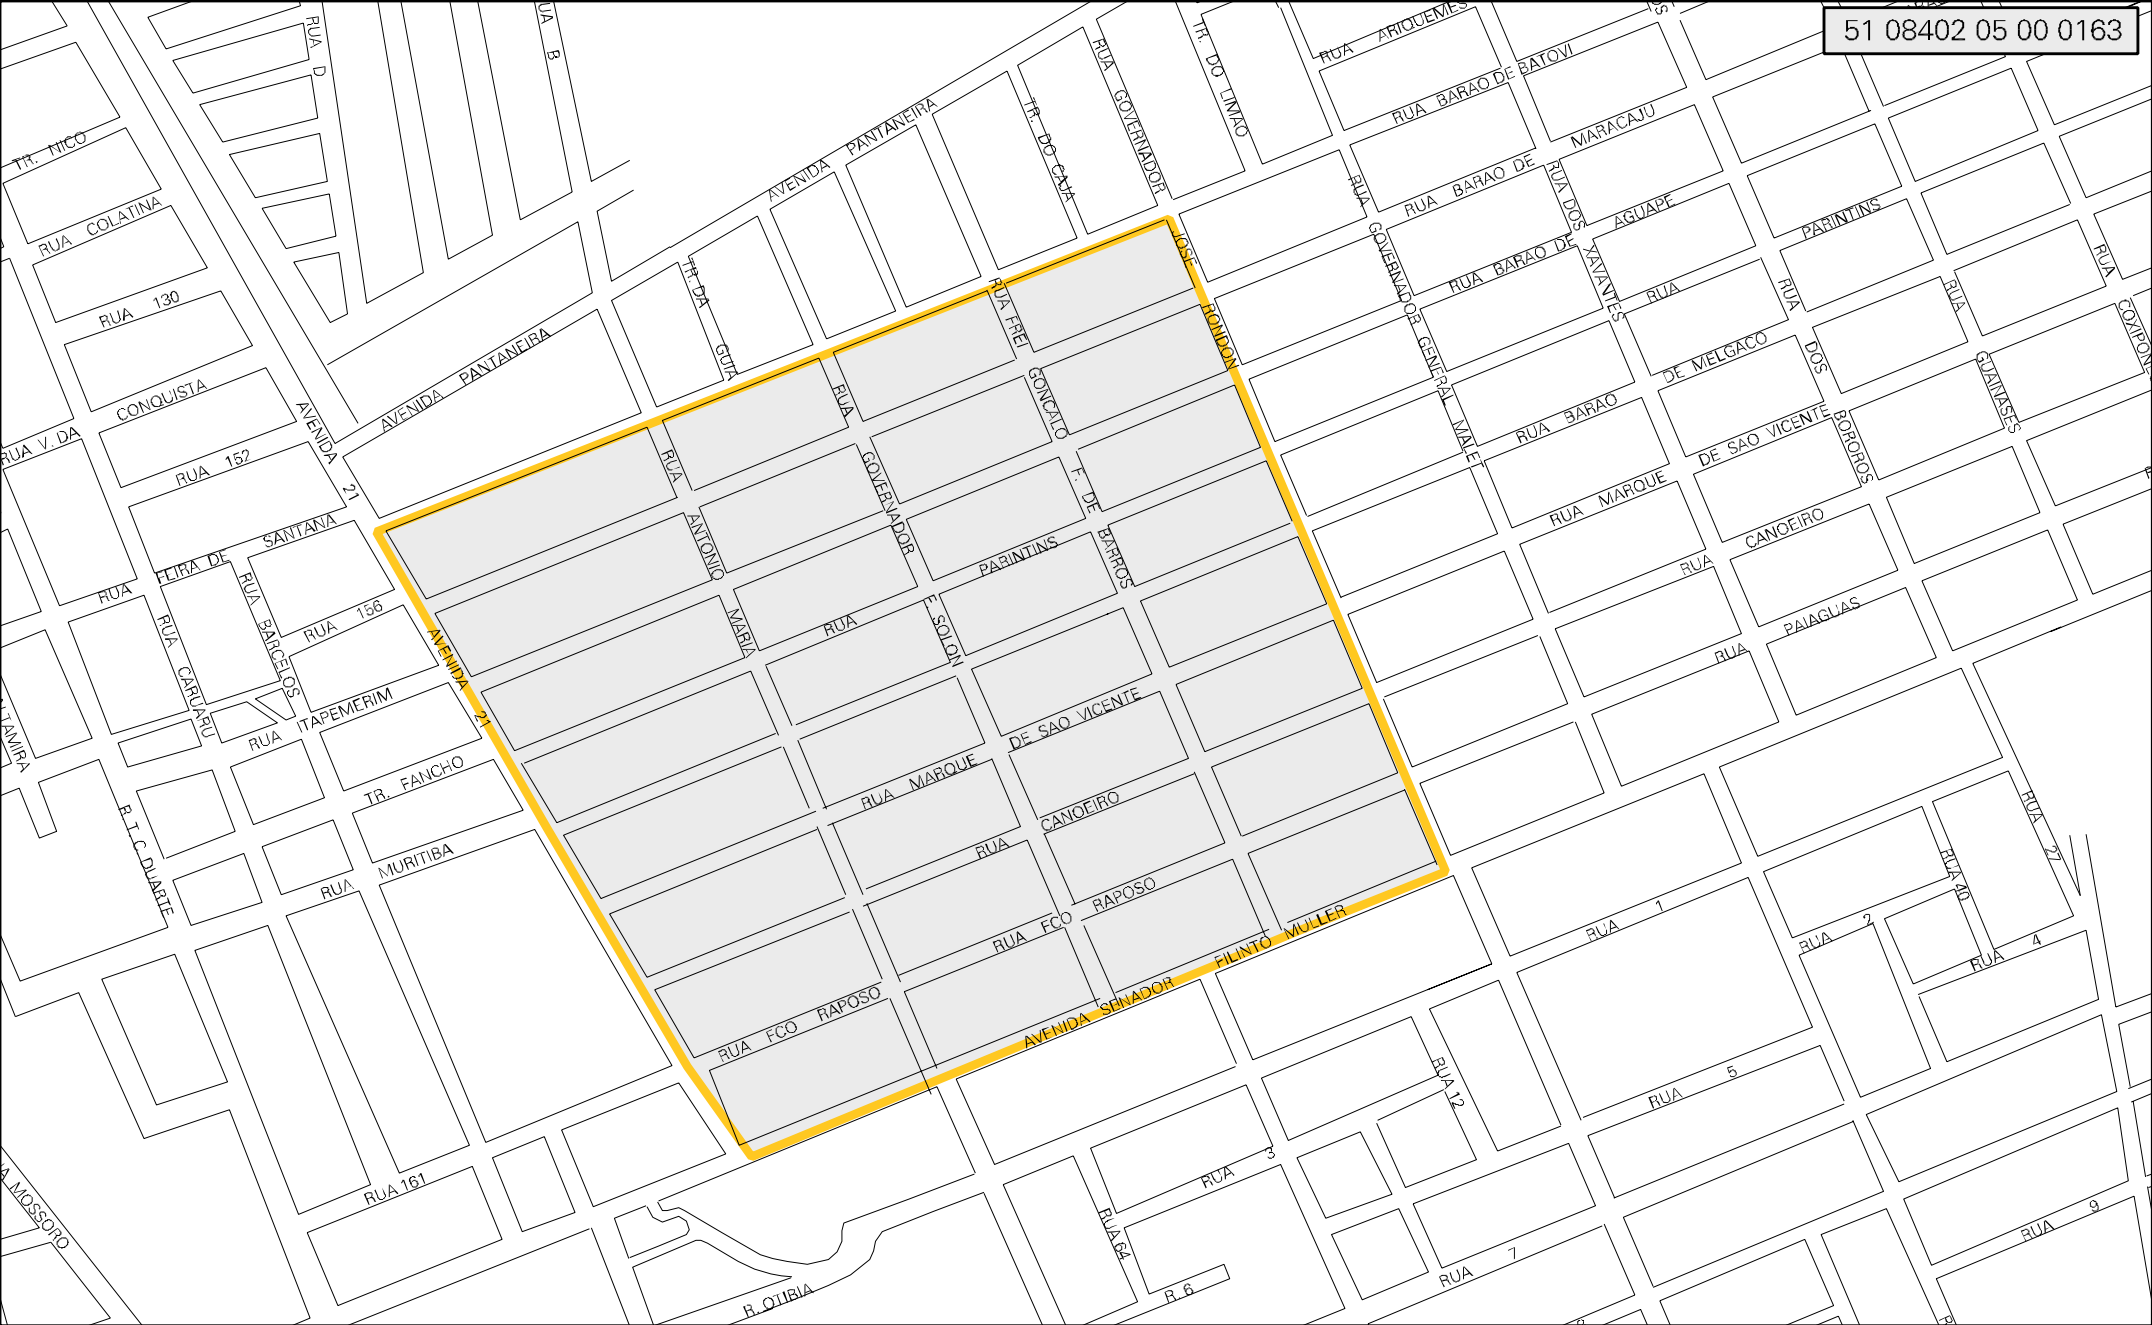 51 08402 05 00 0163
RUA D
RUA B
TR. NICO
RUA COLATINA
RUA 130
CONQUISTA
RUA V. DA
RUA 152
AVENIDA 21
RUA FEIRA DE SANTANA
RUA BARCELOS
RUA 156
RUA CARUARU
RUA ITAPEMERIM
TR. FANCHO
RUA MURITIBA
R. T. C. DUARTE
RUA 161
MOSSORO
AVENIDA PANTANEIRA
AVENIDA PANTANEIRA
TR. DA GUIA
TR. DO CAJA
RUA GOVERNADOR
JOSE RONDON
TR. DO LIMAO
RUA ARIQUEMES
RUA BARAO DE BATOVI
RUA BARAO DE MARACAJU
RUA BARAO DE AGUAPE
RUA DOS XAVANTES
RUA GOVERNADOR GENERAL MALET
RUA PARINTINS
RUA BARAO DE MELGACO
RUA MARQUE DE SAO VICENTE
RUA CANOEIRO
RUA PAIAGUAS
RUA DOS BOROROS
RUA GUAINASES
RUA
AVENIDA 21
RUA ANTONIO MARIA
RUA GOVERNADOR E. SOLON
RUA FREI GONCALO
F. DE BARROS
RUA PARINTINS
RUA MARQUE DE SAO VICENTE
RUA CANOEIRO
RUA FCO RAPOSO
RUA FCO RAPOSO
AVENIDA SENADOR FILINTO MULLER
RUA 1
RUA 2
RUA 40
RUA 27
RUA 4
RUA 5
RUA 12
RUA 3
RUA 64
R. 6
RUA 7
RUA 9
R. OTIRIA